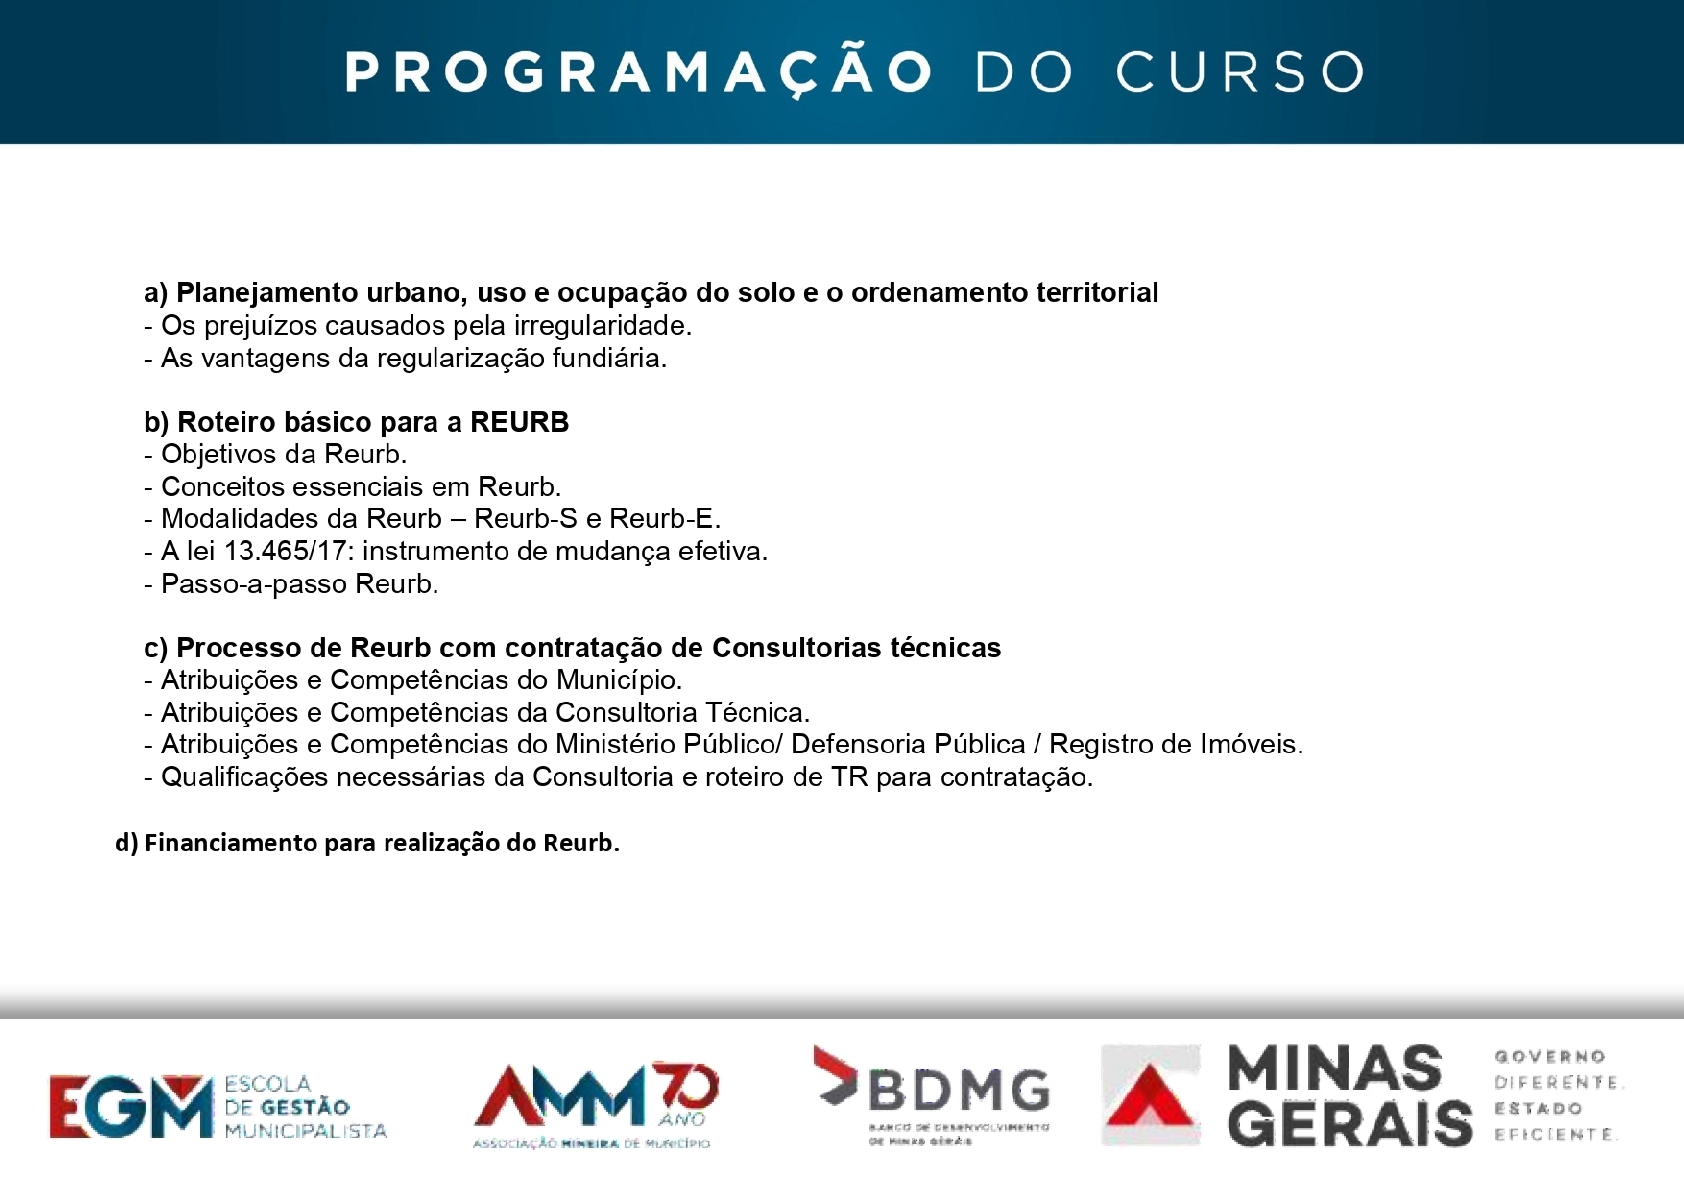 PROGRAMAÇÃO DO CURSO
a) Planejamento urbano, uso e ocupação do solo e o ordenamento territorial
- Os prejuízos causados pela irregularidade.
- As vantagens da regularização fundiária.
b) Roteiro básico para a REURB
- Objetivos da Reurb.
- Conceitos essenciais em Reurb.
- Modalidades da Reurb – Reurb-S e Reurb-E.
- A lei 13.465/17: instrumento de mudança efetiva.
- Passo-a-passo Reurb.
c) Processo de Reurb com contratação de Consultorias técnicas
- Atribuições e Competências do Município.
- Atribuições e Competências da Consultoria Técnica.
- Atribuições e Competências do Ministério Público/ Defensoria Pública / Registro de Imóveis.
- Qualificações necessárias da Consultoria e roteiro de TR para contratação.
d) Financiamento para realização do Reurb.
EGM
ESCOLA
DE GESTÃO
MUNICIPALISTA
AMM 70
ANO
ASSOCIAÇÃO MINEIRA DE MUNICÍPIO
BDMG
BANCO DE DESENVOLVIMENTO
DE MINAS GERAIS
MINAS
GERAIS
GOVERNO
DIFERENTE.
ESTADO
EFICIENTE.